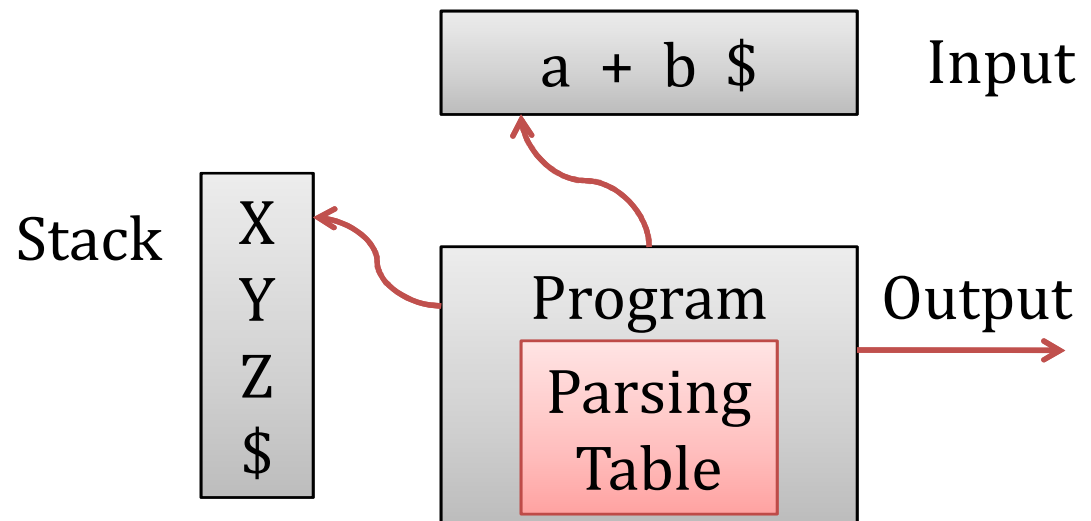 a + b $
Input
Stack
X
Y
Z
$
Program
Parsing
Table
Output